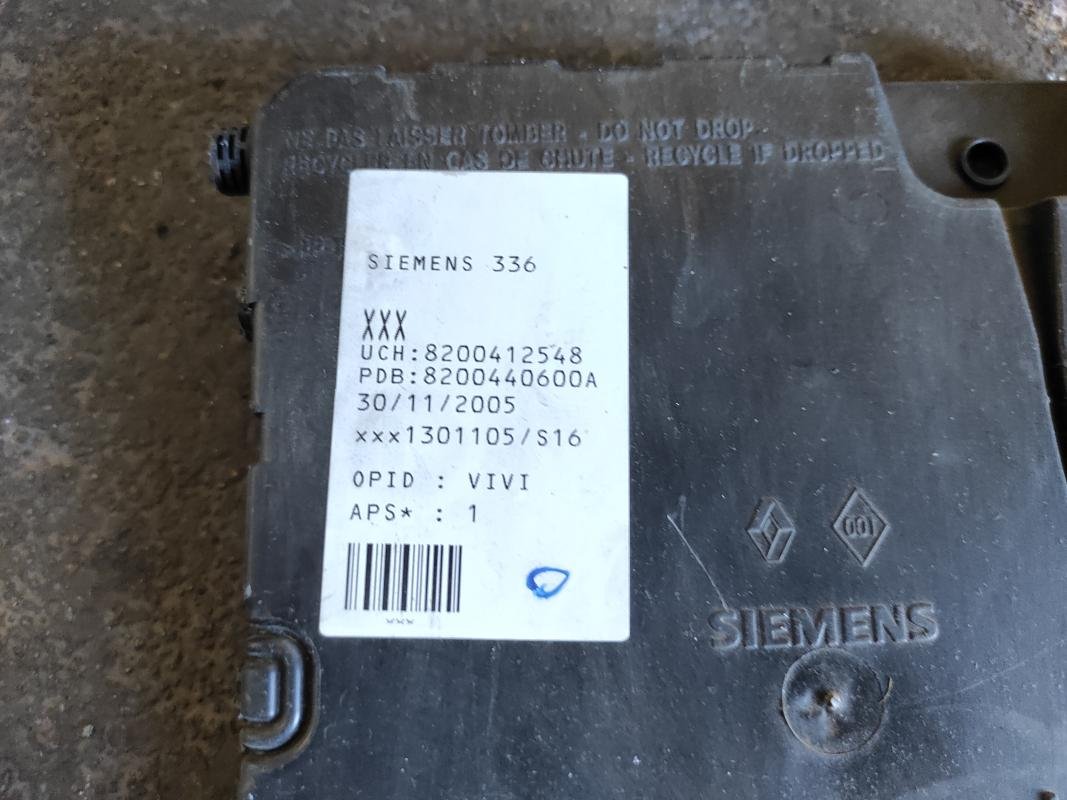 NE PAS LAISSER TOMBER - DO NOT DROP
RECYCLER EN CAS DE CHUTE - RECYCLE IF DROPPED
SIEMENS 336
XXX
UCH:8200412548
PDB:8200440600A
30/11/2005
xxx1301105/S16
OPID : VIVI
APS* : 1
001
SIEMENS